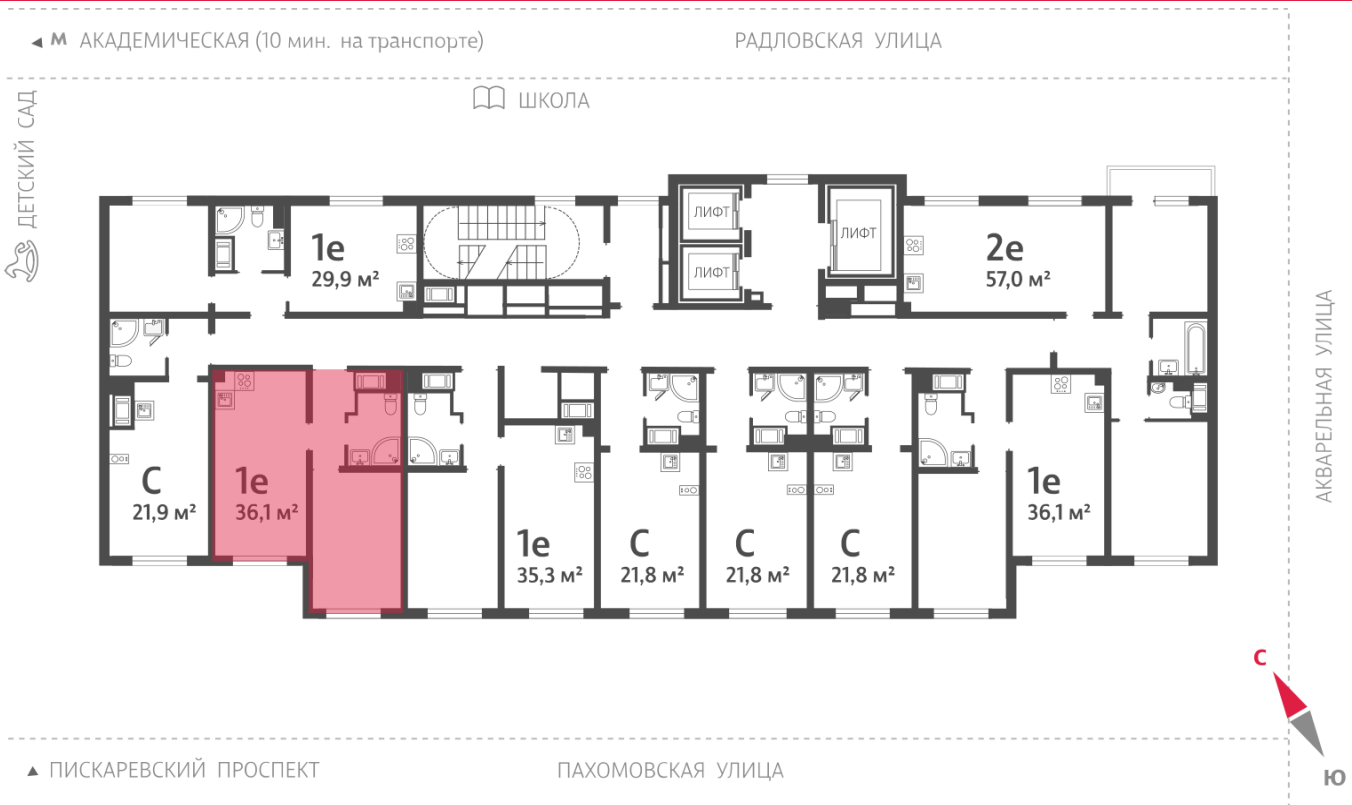 М АКАДЕМИЧЕСКАЯ (10 мин. на транспорте)
РАДЛОВСКАЯ УЛИЦА
ШКОЛА
ДЕТСКИЙ САД
ЛИФТ
ЛИФТ
ЛИФТ
1е
29,9 м²
2е
57,0 м²
С
21,9 м²
1е
36,1 м²
1е
35,3 м²
С
21,8 м²
С
21,8 м²
С
21,8 м²
1е
36,1 м²
АКВАРЕЛЬНАЯ УЛИЦА
С
Ю
ПИСКАРЕВСКИЙ ПРОСПЕКТ
ПАХОМОВСКАЯ УЛИЦА